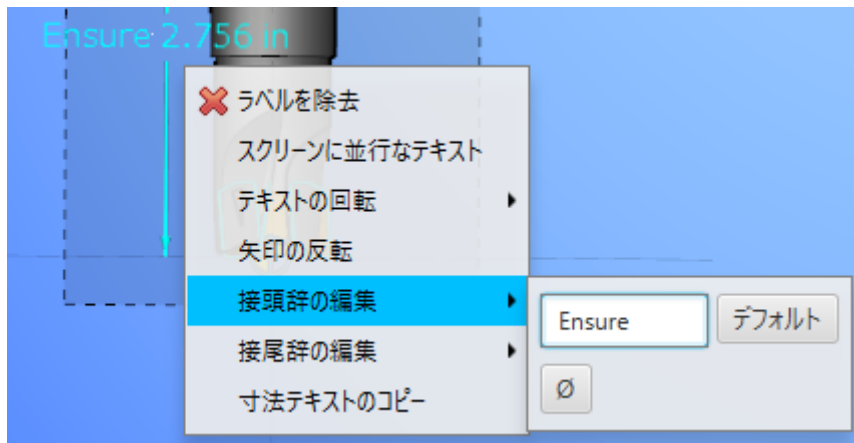 Ensure 2.756 in
ラベルを除去
スクリーンに並行なテキスト
テキストの回転
矢印の反転
接頭辞の編集
Ensure デフォルト
接尾辞の編集
Ø
寸法テキストのコピー